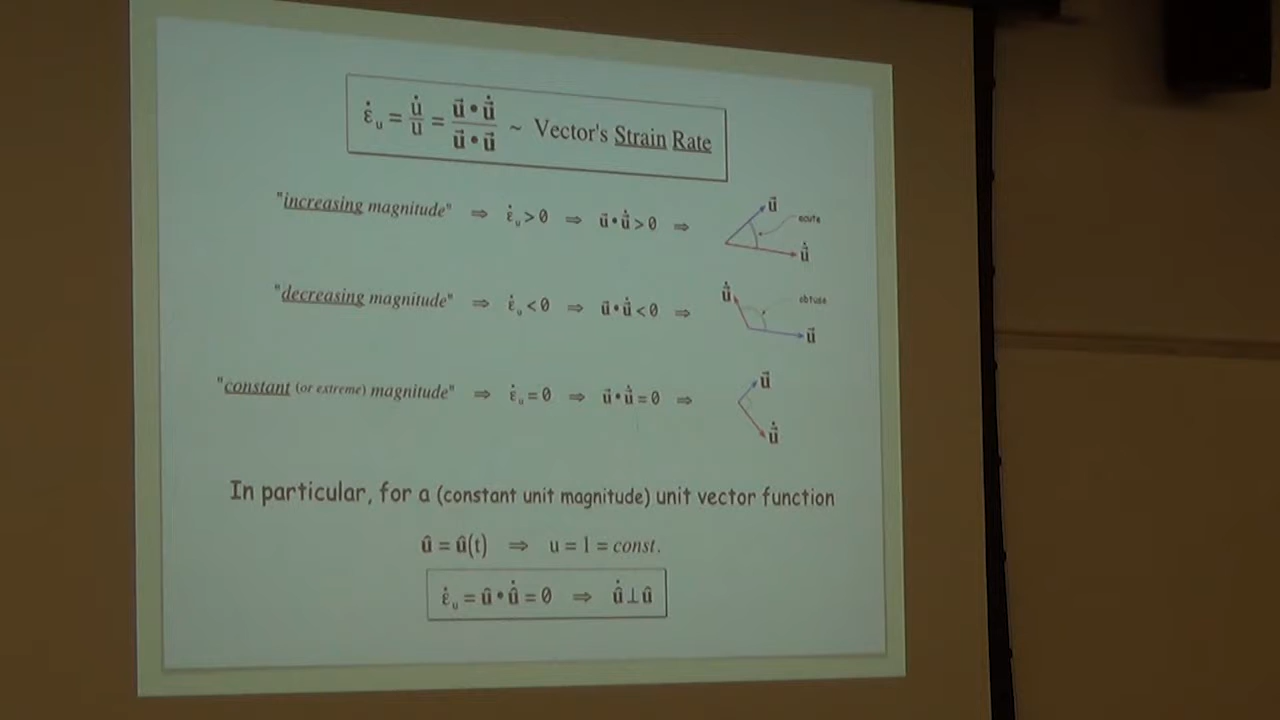 ε̇ᵤ = u̇/u = (u⃗ • u⃗̇)/(u⃗ • u⃗) ~ Vector's Strain Rate
"increasing magnitude" ⇒ ε̇ᵤ > 0 ⇒ u⃗ • u⃗̇ > 0 ⇒
u⃗
acute
u⃗̇
"decreasing magnitude" ⇒ ε̇ᵤ < 0 ⇒ u⃗ • u⃗̇ < 0 ⇒
u⃗̇
obtuse
u⃗
"constant (or extreme) magnitude" ⇒ ε̇ᵤ = 0 ⇒ u⃗ • u⃗̇ = 0 ⇒
u⃗
u⃗̇
In particular, for a (constant unit magnitude) unit vector function
û = û(t) ⇒ u = 1 = const.
ε̇ᵤ = û • û̇ = 0 ⇒ û̇ ⊥ û